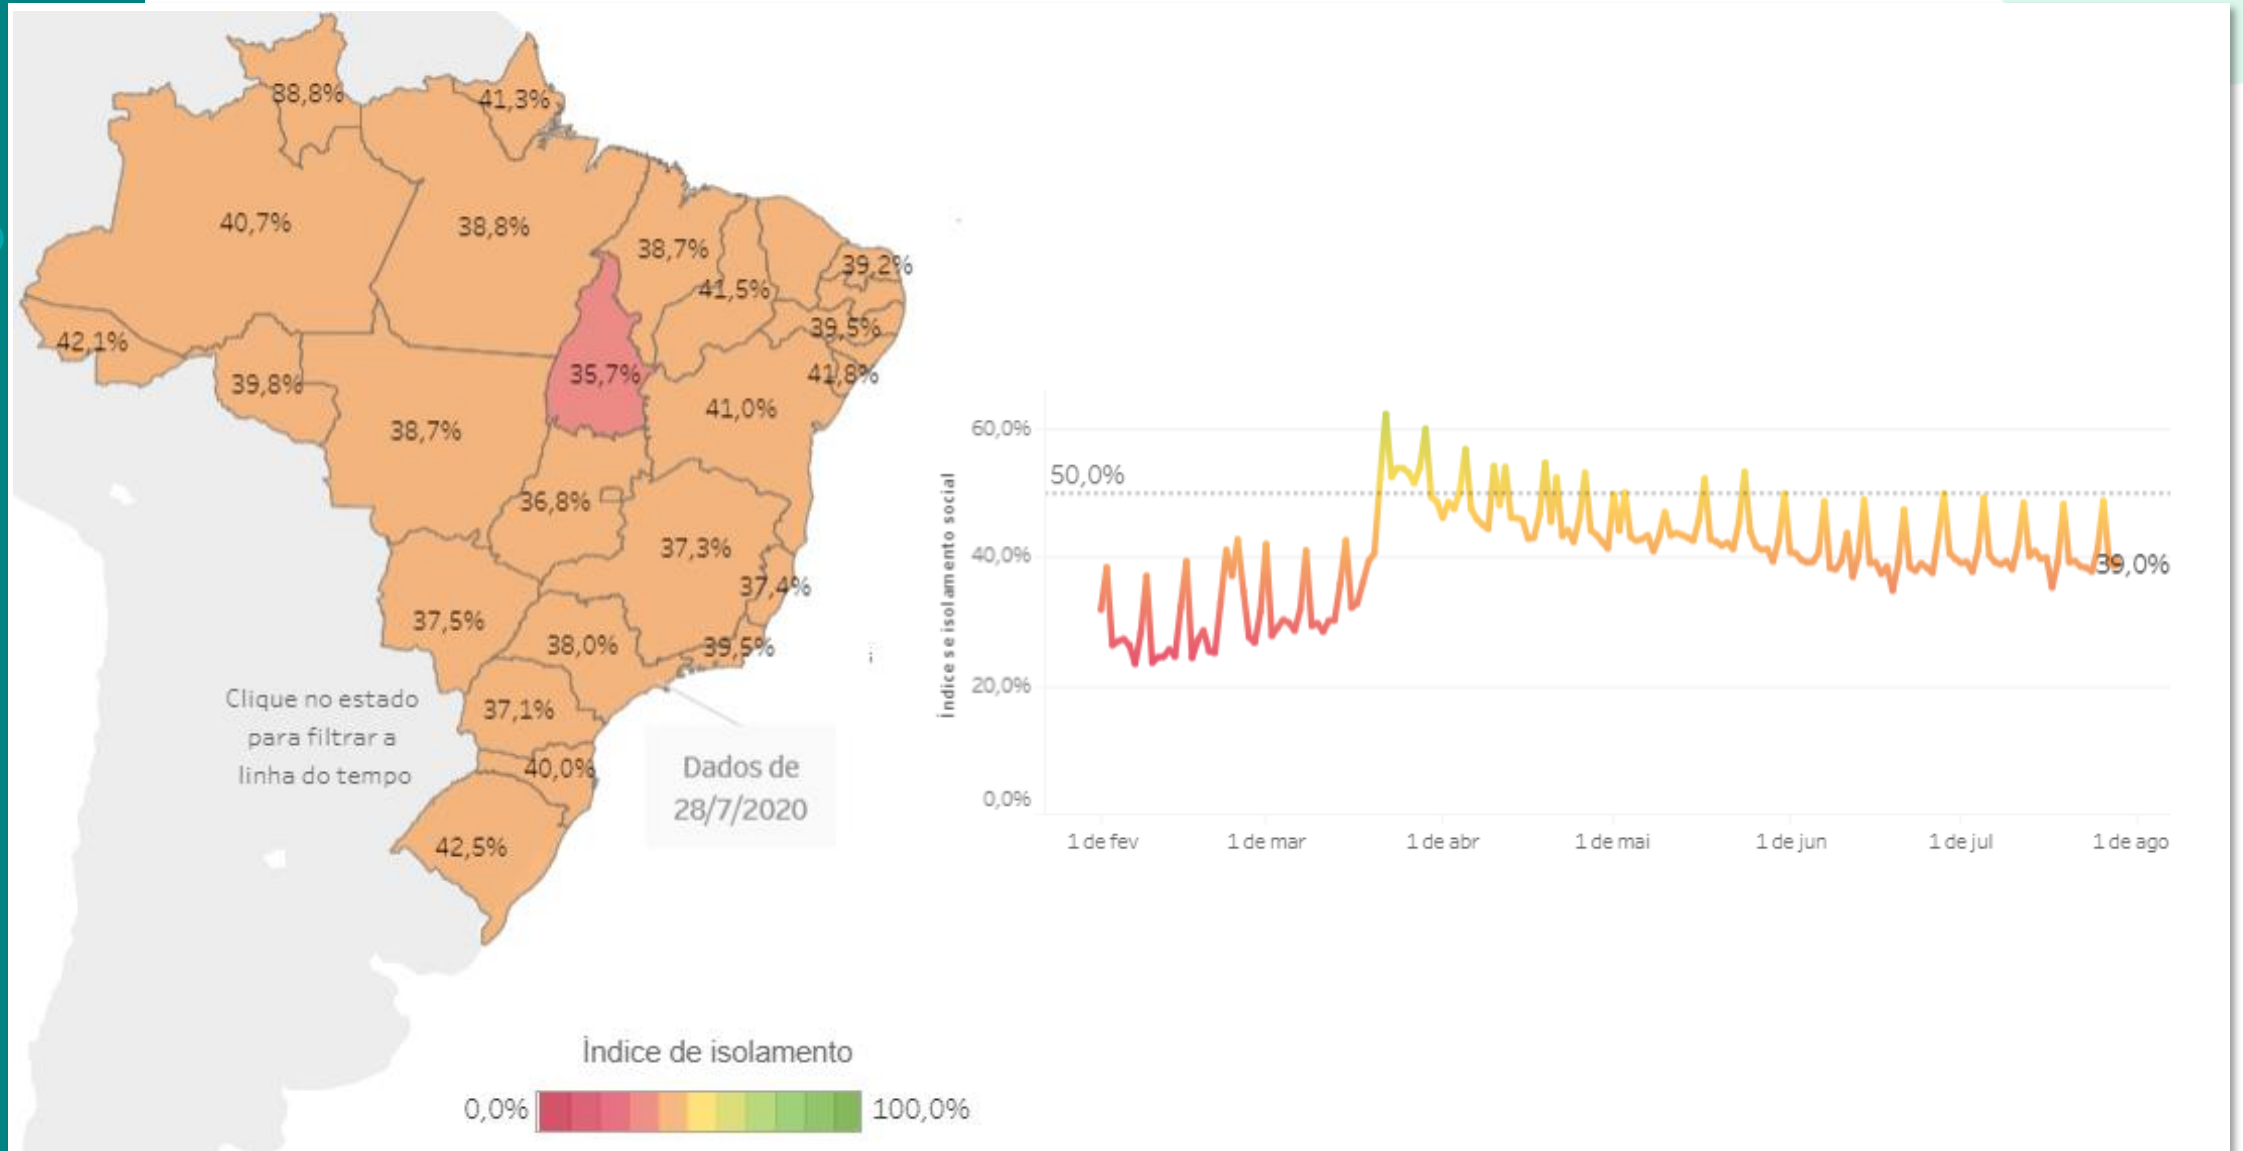 38,8%
41,3%
40,7%
38,8%
38,7%
41,5%
39,2%
39,5%
42,1%
39,8%
35,7%
41,8%
41,0%
38,7%
36,8%
37,3%
37,4%
37,5%
38,0%
39,5%
37,1%
40,0%
42,5%
Clique no estado
para filtrar a
linha do tempo
Dados de
28/7/2020
Índice de isolamento
0,0%
100,0%
Índice se isolamento social
60,0%
50,0%
40,0%
20,0%
0,0%
39,0%
1 de fev
1 de mar
1 de abr
1 de mai
1 de jun
1 de jul
1 de ago